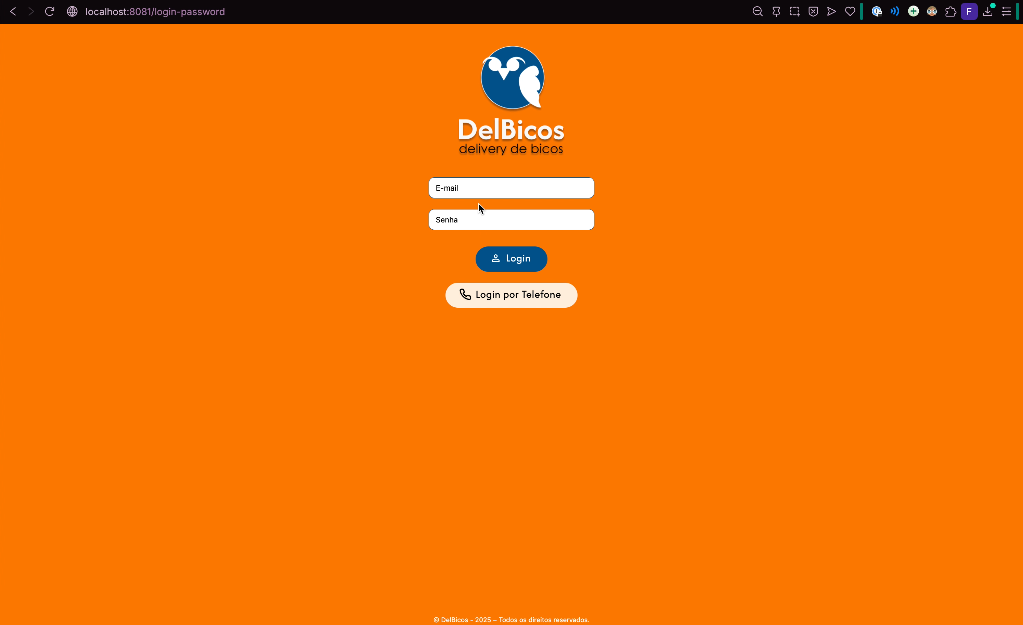 localhost:8081/login-password
F
DelBicos
delivery de bicos
E-mail
Senha
Login
Login por Telefone
© DelBicos - 2025 – Todos os direitos reservados.